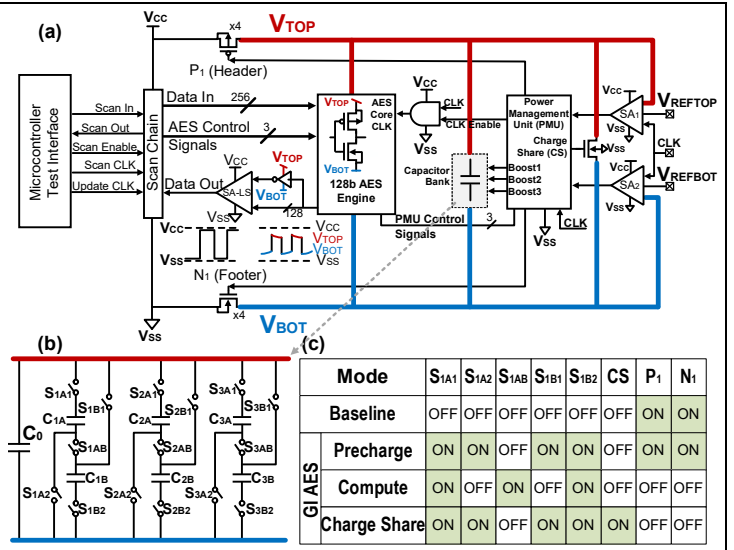 (a)
VCC
x4
VTOP
P1 (Header)
Microcontroller
Test Interface
Scan In
Scan Out
Scan Enable
Scan CLK
Update CLK
Scan Chain
Data In 256
AES Control 3
Signals
Data Out
VCC
SA-LS
VSS
VTOP
VBOT
128
VTOP
AES
Core
CLK
VBOT
128b AES
Engine
VCC
CLK
CLK Enable
VSS
Capacitor
Bank
Boost1
Boost2
Boost3
PMU Control 3
Signals
Power
Management
Unit (PMU)
Charge
Share (CS)
VSS
CLK
VSS
VCC
SA1
VSS
VREFTOP
CLK
VCC
SA2
VSS
VREFBOT
VCC
VSS
VCC
VTOP
VBOT
VSS
N1 (Footer)
x4
VSS
VBOT
(b)
C0
S1A1
S1B1
C1A
S1AB
C1B
S1A2
S1B2
S2A1
S2B1
C2A
S2AB
C2B
S2A2
S2B2
S3A1
S3B1
C3A
S3AB
C3B
S3A2
S3B2
(c)
Mode S1A1 S1A2 S1AB S1B1 S1B2 CS P1 N1
Baseline OFF OFF OFF OFF OFF OFF ON ON
GI AES
Precharge ON ON OFF ON ON OFF ON ON
Compute ON OFF ON OFF ON OFF OFF OFF
Charge Share ON ON OFF ON ON ON OFF OFF